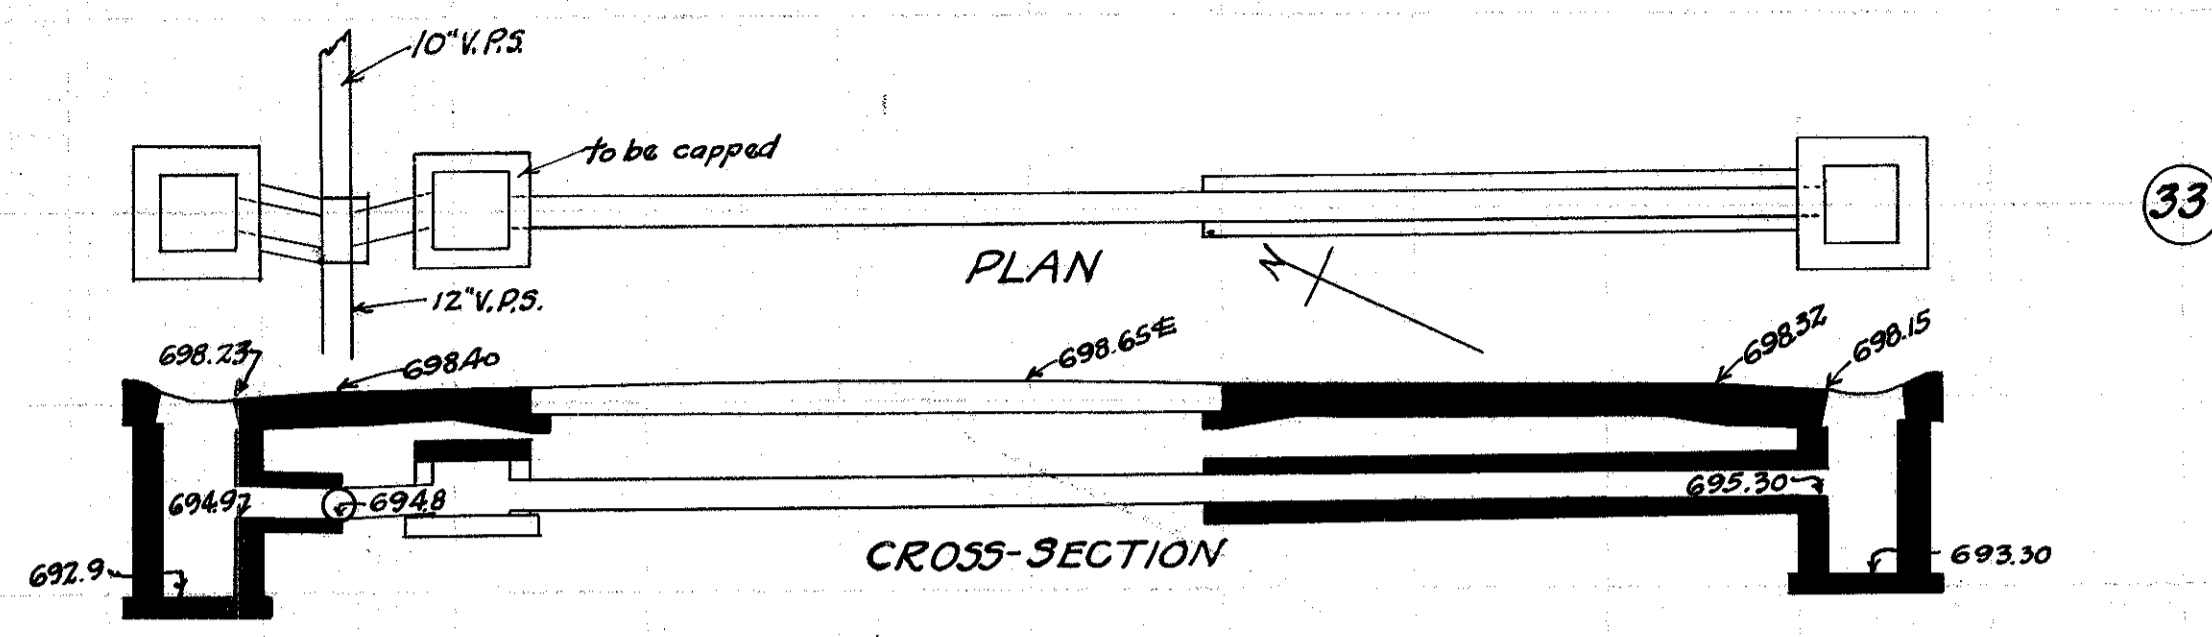 10" V.P.S.
to be capped
33
PLAN
N
12" V.P.S.
698.23
698.40
698.65 ⅊
698.32
698.15
694.97
694.8
695.30
692.9
CROSS-SECTION
693.30